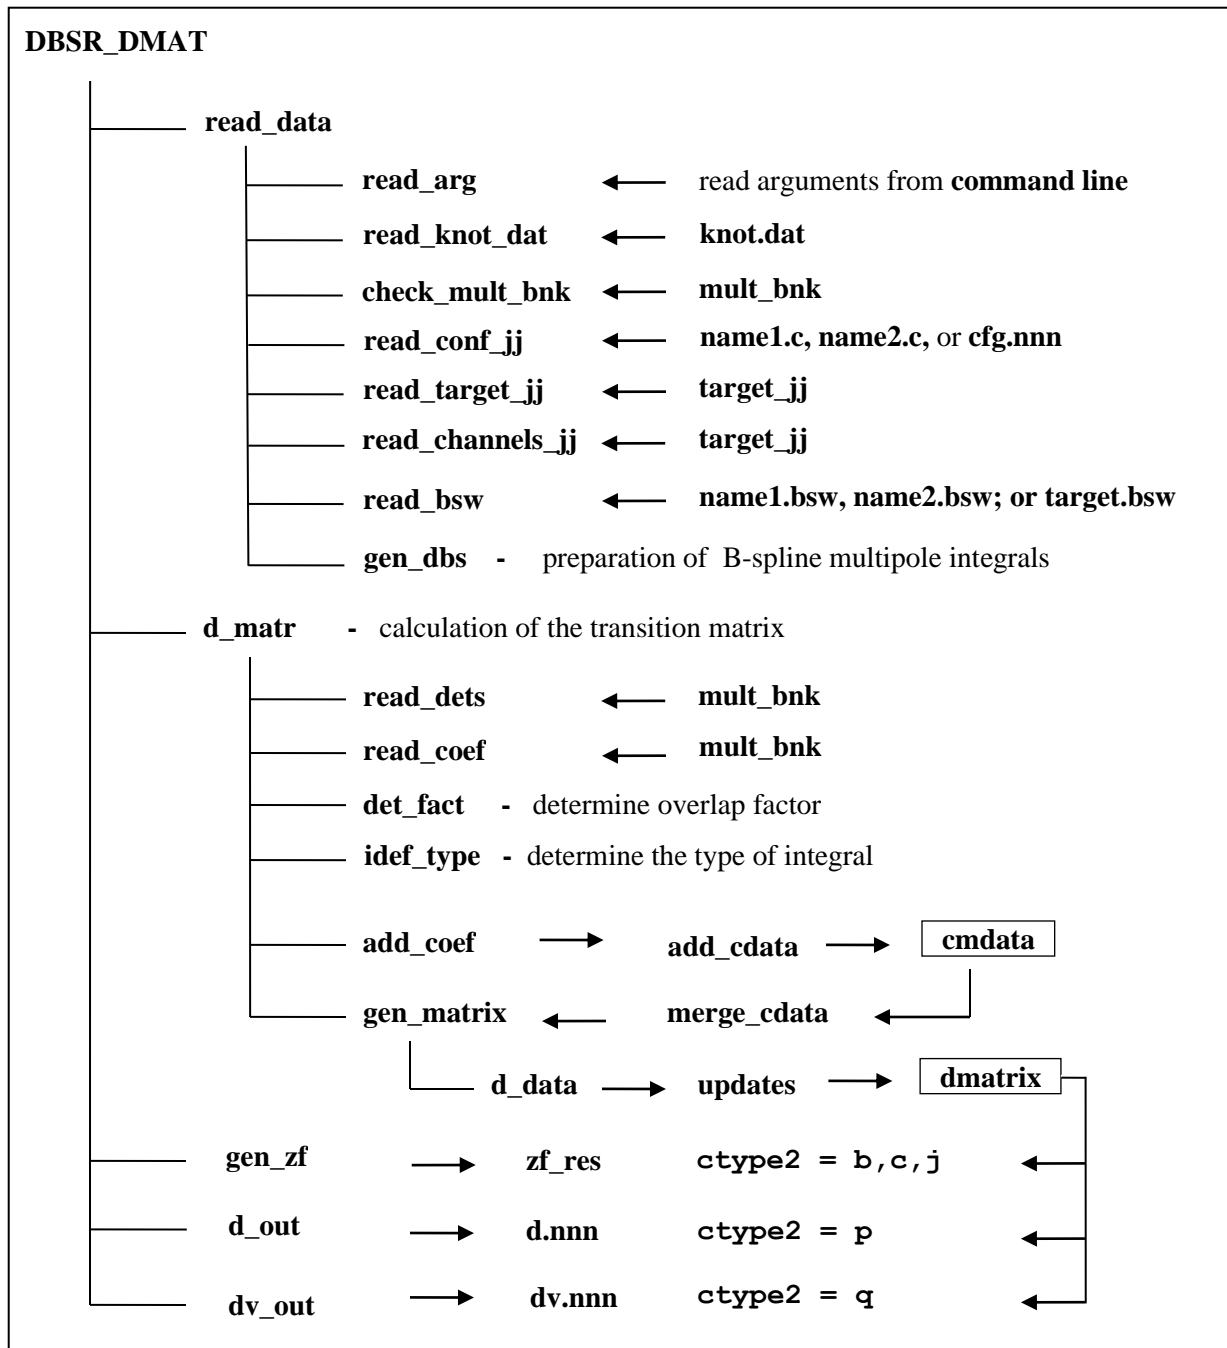 DBSR_DMAT
read_data
read_arg read arguments from command line
read_knot_dat knot.dat
check_mult_bnk mult_bnk
read_conf_jj name1.c, name2.c, or cfg.nnn
read_target_jj target_jj
read_channels_jj target_jj
read_bsw name1.bsw, name2.bsw; or target.bsw
gen_dbs - preparation of B-spline multipole integrals
d_matr - calculation of the transition matrix
read_dets mult_bnk
read_coef mult_bnk
det_fact - determine overlap factor
idef_type - determine the type of integral
add_coef add_cdata cmdata
gen_matrix merge_cdata
d_data updates dmatrix
gen_zf zf_res ctype2 = b,c,j
d_out d.nnn ctype2 = p
dv_out dv.nnn ctype2 = q